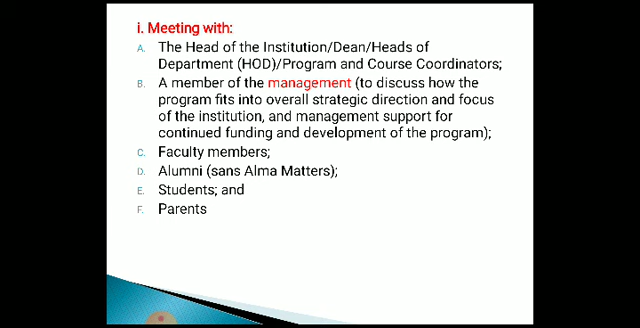 i. Meeting with:
A. The Head of the Institution/Dean/Heads of
Department (HOD)/Program and Course Coordinators;
B. A member of the management (to discuss how the
program fits into overall strategic direction and focus
of the institution, and management support for
continued funding and development of the program);
C. Faculty members;
D. Alumni (sans Alma Matters);
E. Students; and
F. Parents